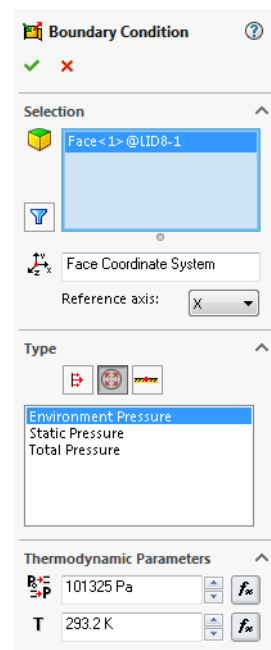 Boundary Condition
Selection
Face<1>@LID8-1
Face Coordinate System
Reference axis: X
Type
Environment Pressure
Static Pressure
Total Pressure
Thermodynamic Parameters
101325 Pa
T 293.2 K